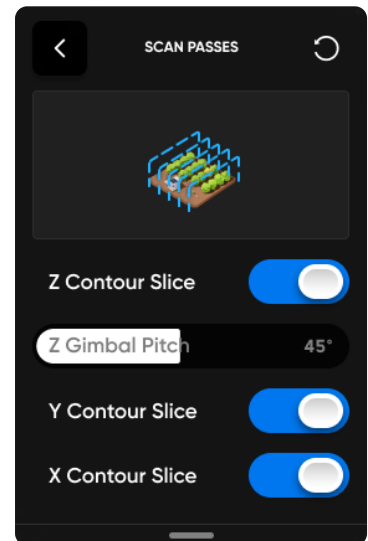 SCAN PASSES
Z Contour Slice
Z Gimbal Pitch 45°
Y Contour Slice
X Contour Slice